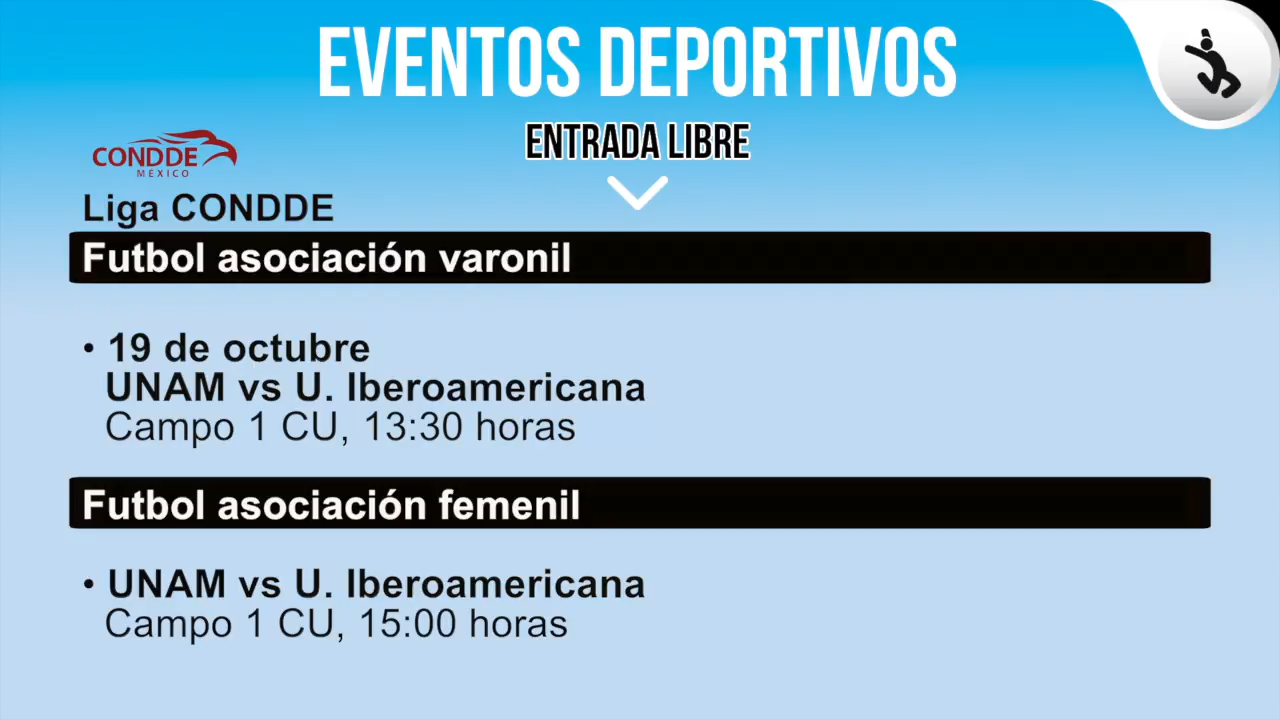 EVENTOS DEPORTIVOS
ENTRADA LIBRE
CONDDE
MÉXICO
Liga CONDDE
Futbol asociación varonil
• 19 de octubre
UNAM vs U. Iberoamericana
Campo 1 CU, 13:30 horas
Futbol asociación femenil
• UNAM vs U. Iberoamericana
Campo 1 CU, 15:00 horas